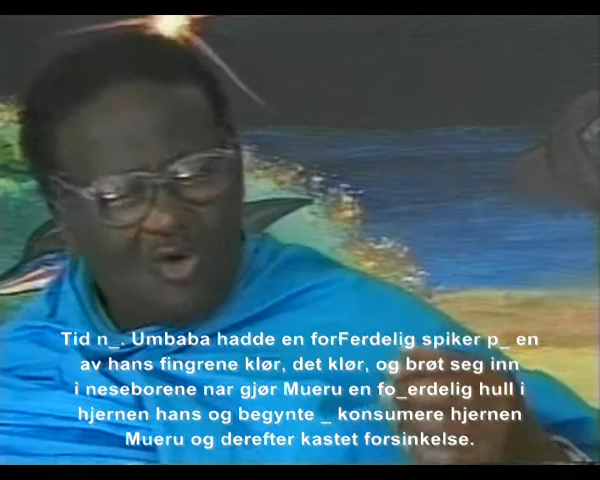 Tid n_. Umbaba hadde en forFerdelig spiker p_ en
av hans fingrene klør, det klør, og brøt seg inn
i neseborene nar gjør Mueru en fo_erdelig hull i
hjernen hans og begynte _ konsumere hjernen
Mueru og derefter kastet forsinkelse.